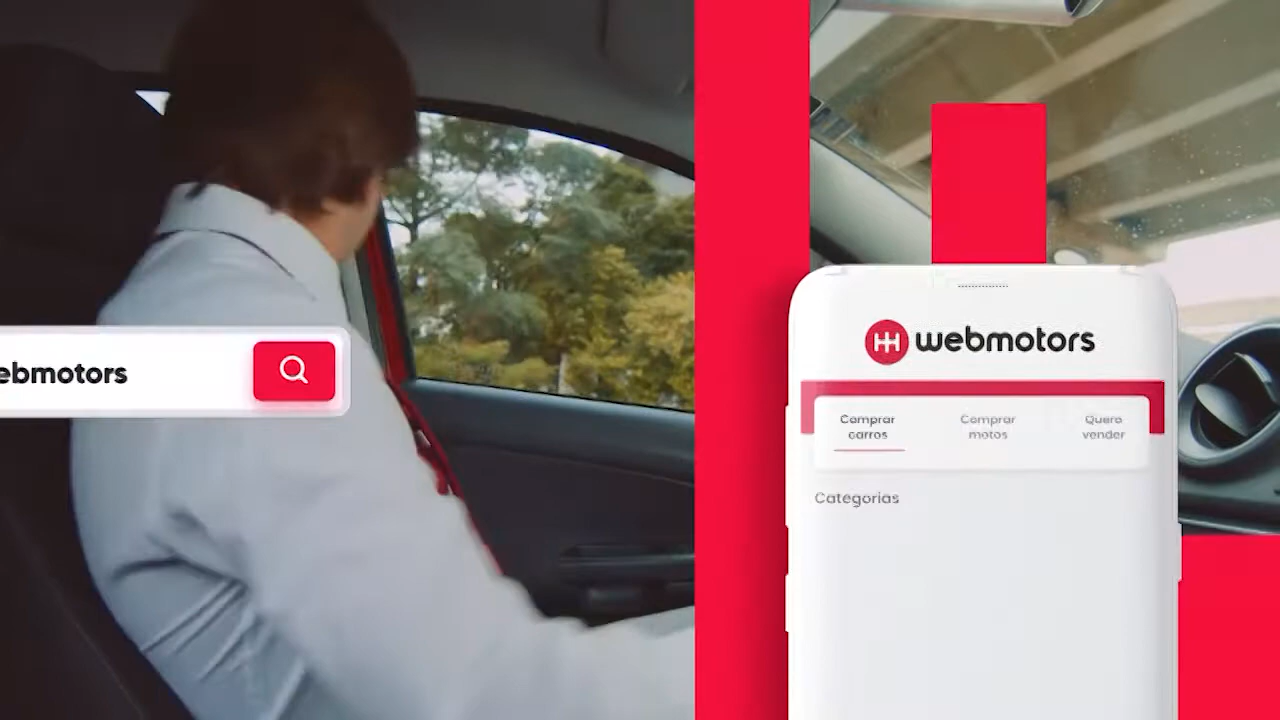 ebmotors
webmotors
Comprar
carros
Comprar
motos
Quero
vender
Categorias